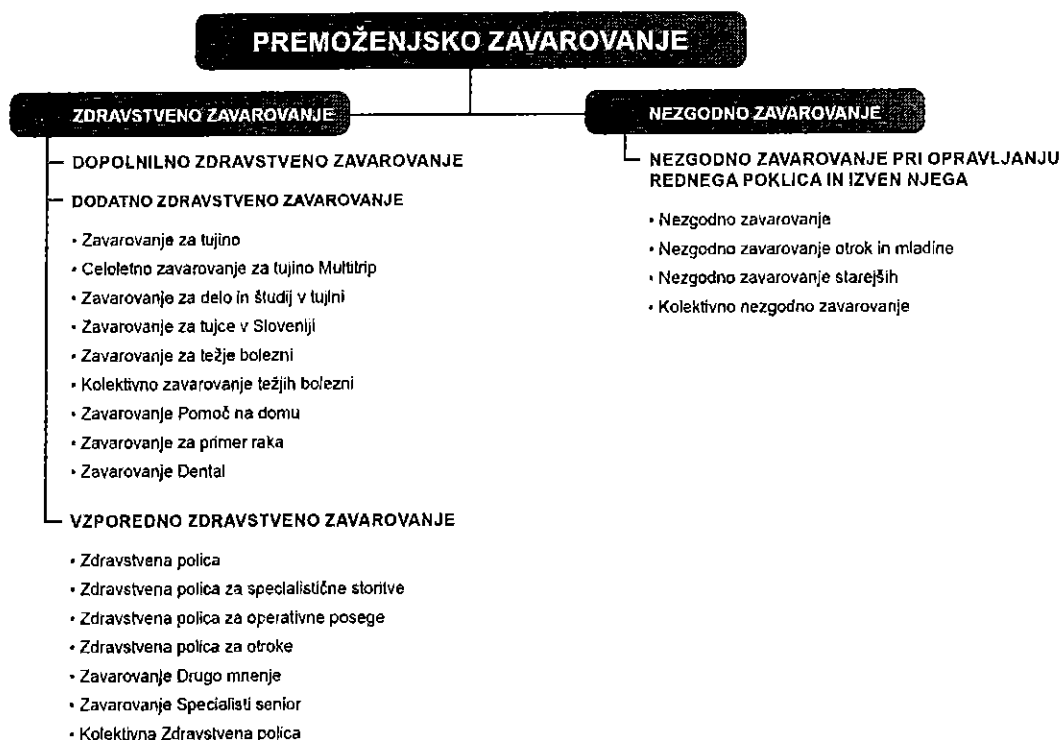 PREMOŽENJSKO ZAVAROVANJE
ZDRAVSTVENO ZAVAROVANJE
DOPOLNILNO ZDRAVSTVENO ZAVAROVANJE
DODATNO ZDRAVSTVENO ZAVAROVANJE
• Zavarovanje za tujino
• Celoletno zavarovanje za tujino Multitrip
• Zavarovanje za delo in študij v tujini
• Zavarovanje za tujce v Sloveniji
• Zavarovanje za težje bolezni
• Kolektivno zavarovanje težjih bolezni
• Zavarovanje Pomoč na domu
• Zavarovanje za primer raka
• Zavarovanje Dental
VZPOREDNO ZDRAVSTVENO ZAVAROVANJE
• Zdravstvena polica
• Zdravstvena polica za specialistične storitve
• Zdravstvena polica za operativne posege
• Zdravstvena polica za otroke
• Zavarovanje Drugo mnenje
• Zavarovanje Specialisti senior
• Kolektivna Zdravstvena polica
NEZGODNO ZAVAROVANJE
NEZGODNO ZAVAROVANJE PRI OPRAVLJANJU
REDNEGA POKLICA IN IZVEN NJEGA
• Nezgodno zavarovanje
• Nezgodno zavarovanje otrok in mladine
• Nezgodno zavarovanje starejših
• Kolektivno nezgodno zavarovanje